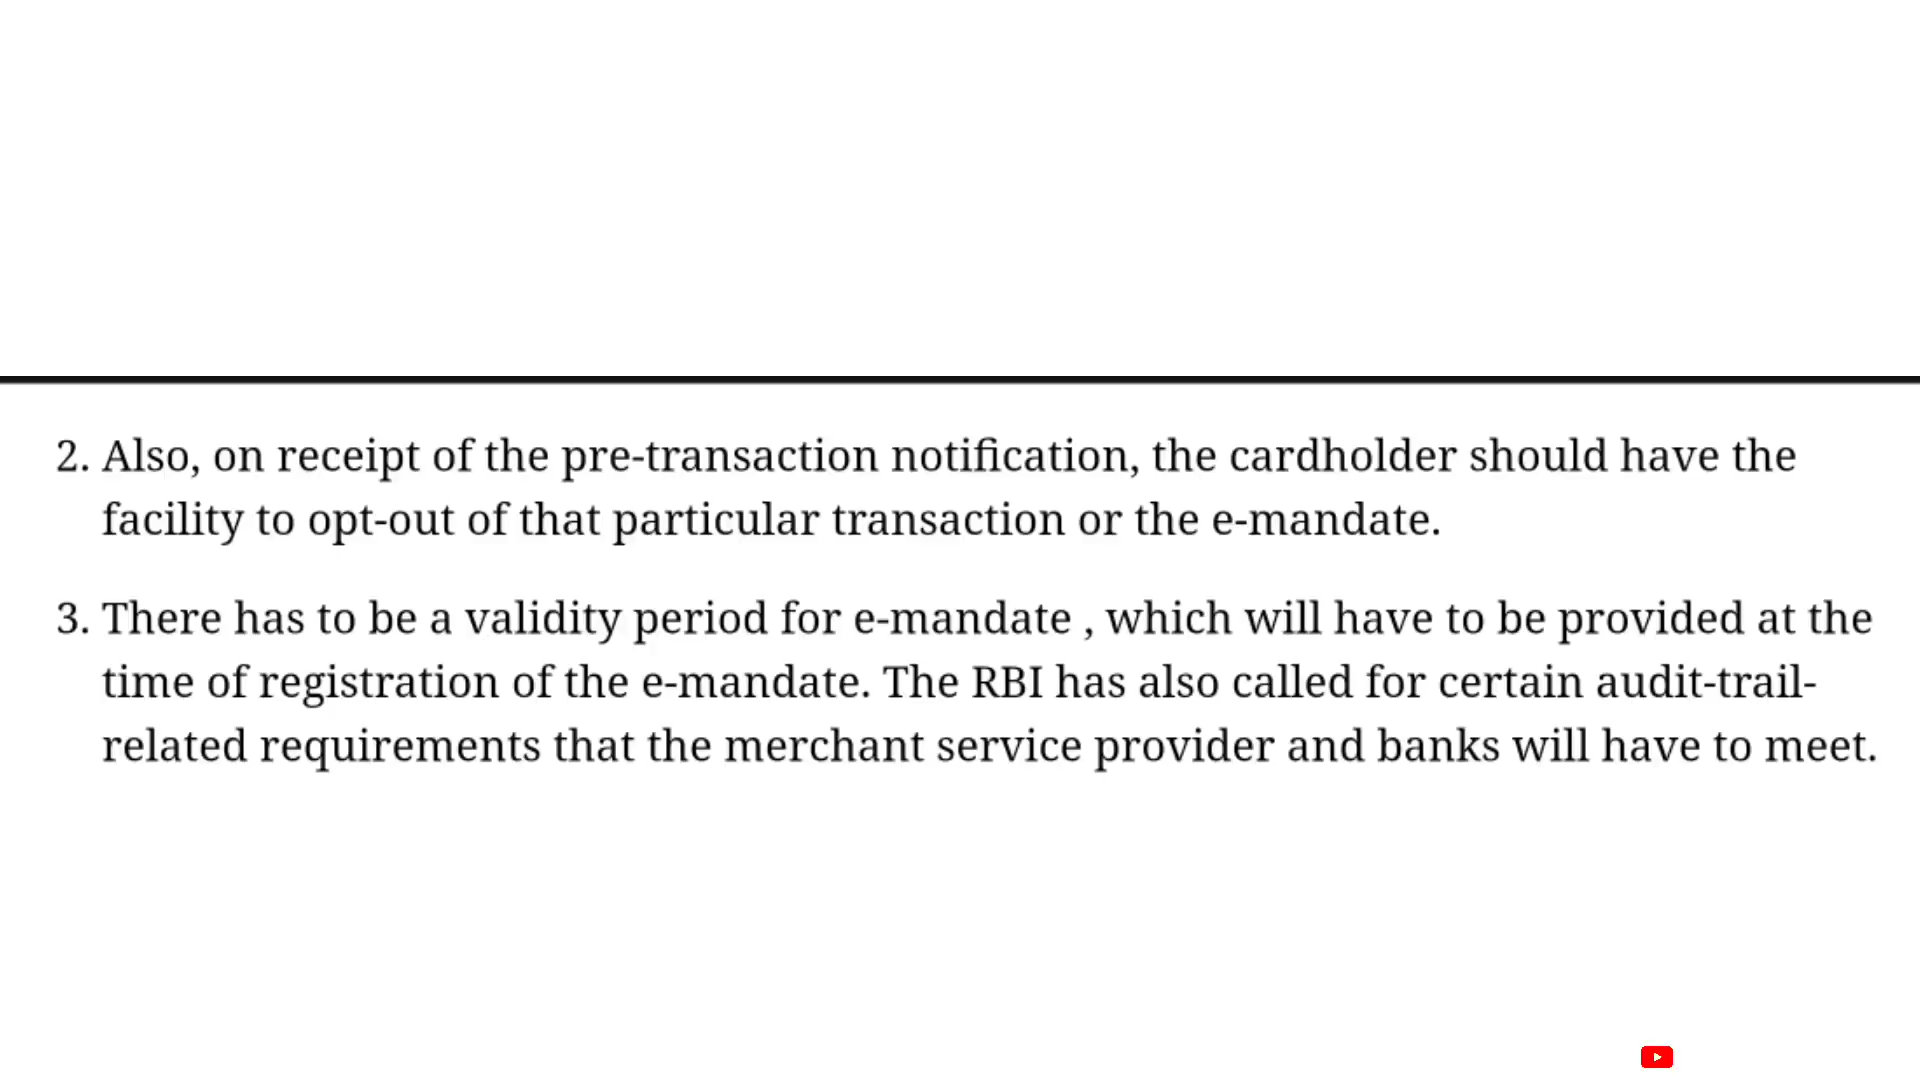 2. Also, on receipt of the pre-transaction notification, the cardholder should have the
facility to opt-out of that particular transaction or the e-mandate.
3. There has to be a validity period for e-mandate , which will have to be provided at the
time of registration of the e-mandate. The RBI has also called for certain audit-trail-
related requirements that the merchant service provider and banks will have to meet.